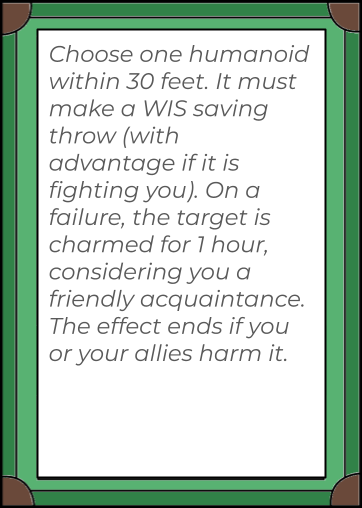 Choose one humanoid
within 30 feet. It must
make a WIS saving
throw (with
advantage if it is
fighting you). On a
failure, the target is
charmed for 1 hour,
considering you a
friendly acquaintance.
The effect ends if you
or your allies harm it.